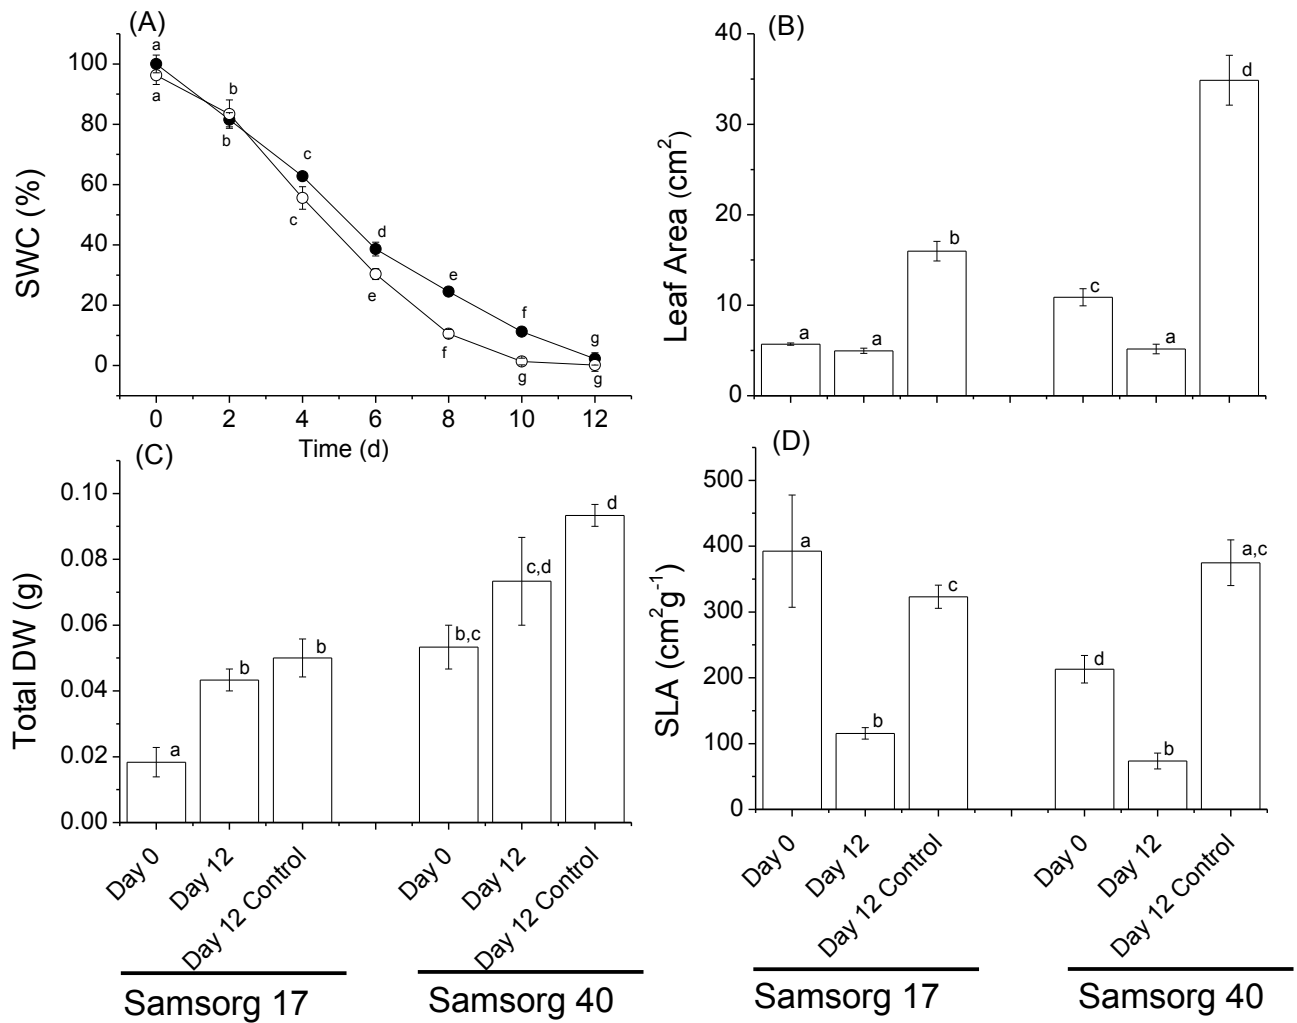 (A)
SWC (%)
100
80
60
40
20
0
a
a
b
b
c
c
d
e
e
f
f
g
g
g
0 2 4 6 8 10 12
Time (d)
(B)
Leaf Area (cm²)
40
30
20
10
0
a
a
b
c
a
d
(C)
Total DW (g)
0.10
0.08
0.06
0.04
0.02
0.00
a
b
b
b,c
c,d
d
Day 0
Day 12
Day 12 Control
Day 0
Day 12
Day 12 Control
Samsorg 17
Samsorg 40
(D)
SLA (cm²g⁻¹)
500
400
300
200
100
0
a
b
c
d
b
a,c
Day 0
Day 12
Day 12 Control
Day 0
Day 12
Day 12 Control
Samsorg 17
Samsorg 40